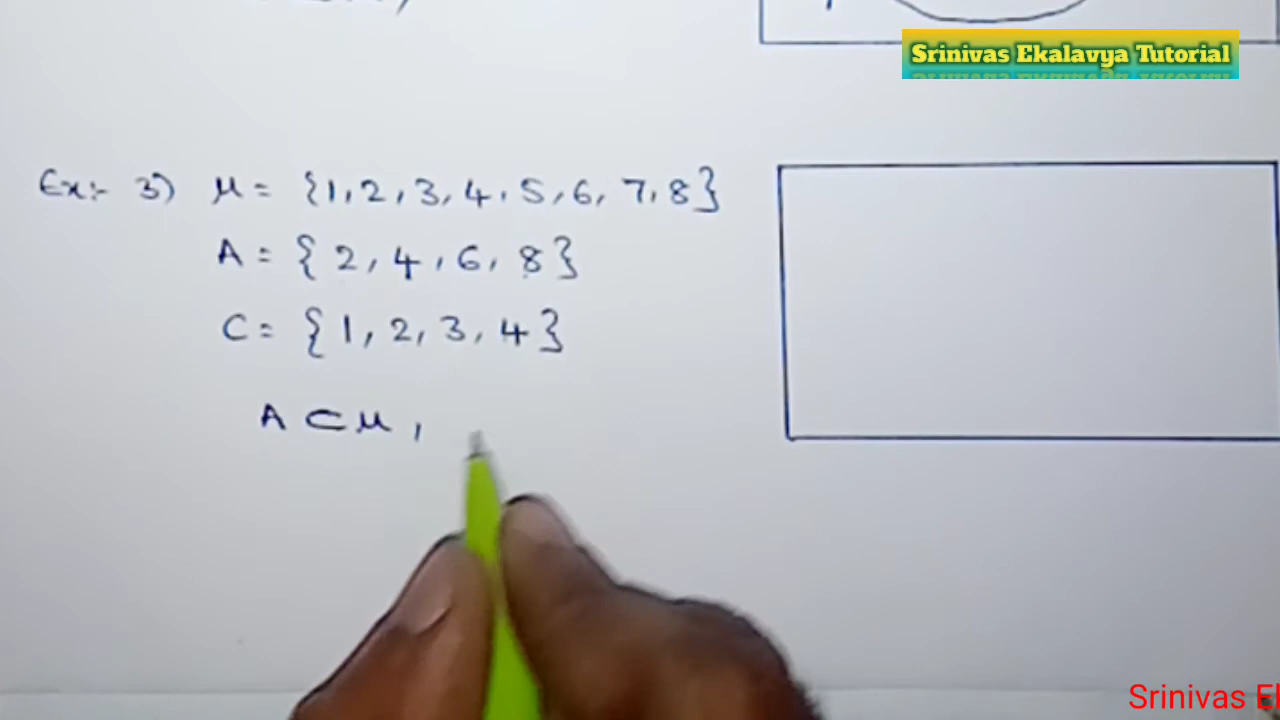 Srinivas Ekalavya Tutorial
Ex:- 3) μ = {1, 2, 3, 4, 5, 6, 7, 8}
A = {2, 4, 6, 8}
C = {1, 2, 3, 4}
A ⊂ μ ,
Srinivas